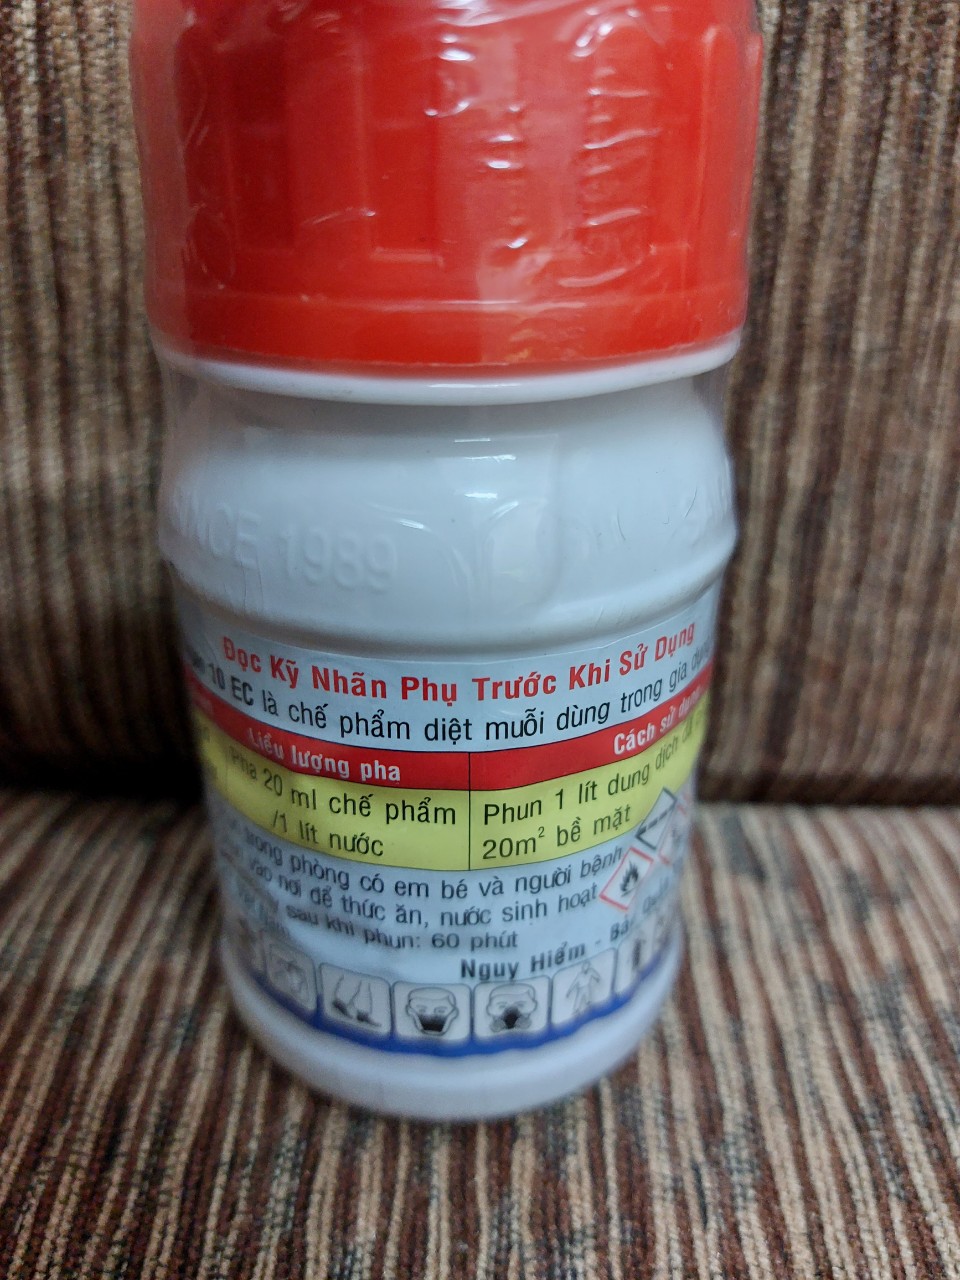 SINCE 1989
Đọc Kỹ Nhãn Phụ Trước Khi Sử Dụng
10 EC là chế phẩm diệt muỗi dùng trong gia dụng
Liều lượng pha
Cách sử dụng
Pha 20 ml chế phẩm
/1 lít nước
Phun 1 lít dung dịch
20m² bề mặt
trong phòng có em bé và người bệnh
vào nơi để thức ăn, nước sinh hoạt
sau khi phun: 60 phút
Nguy Hiểm -